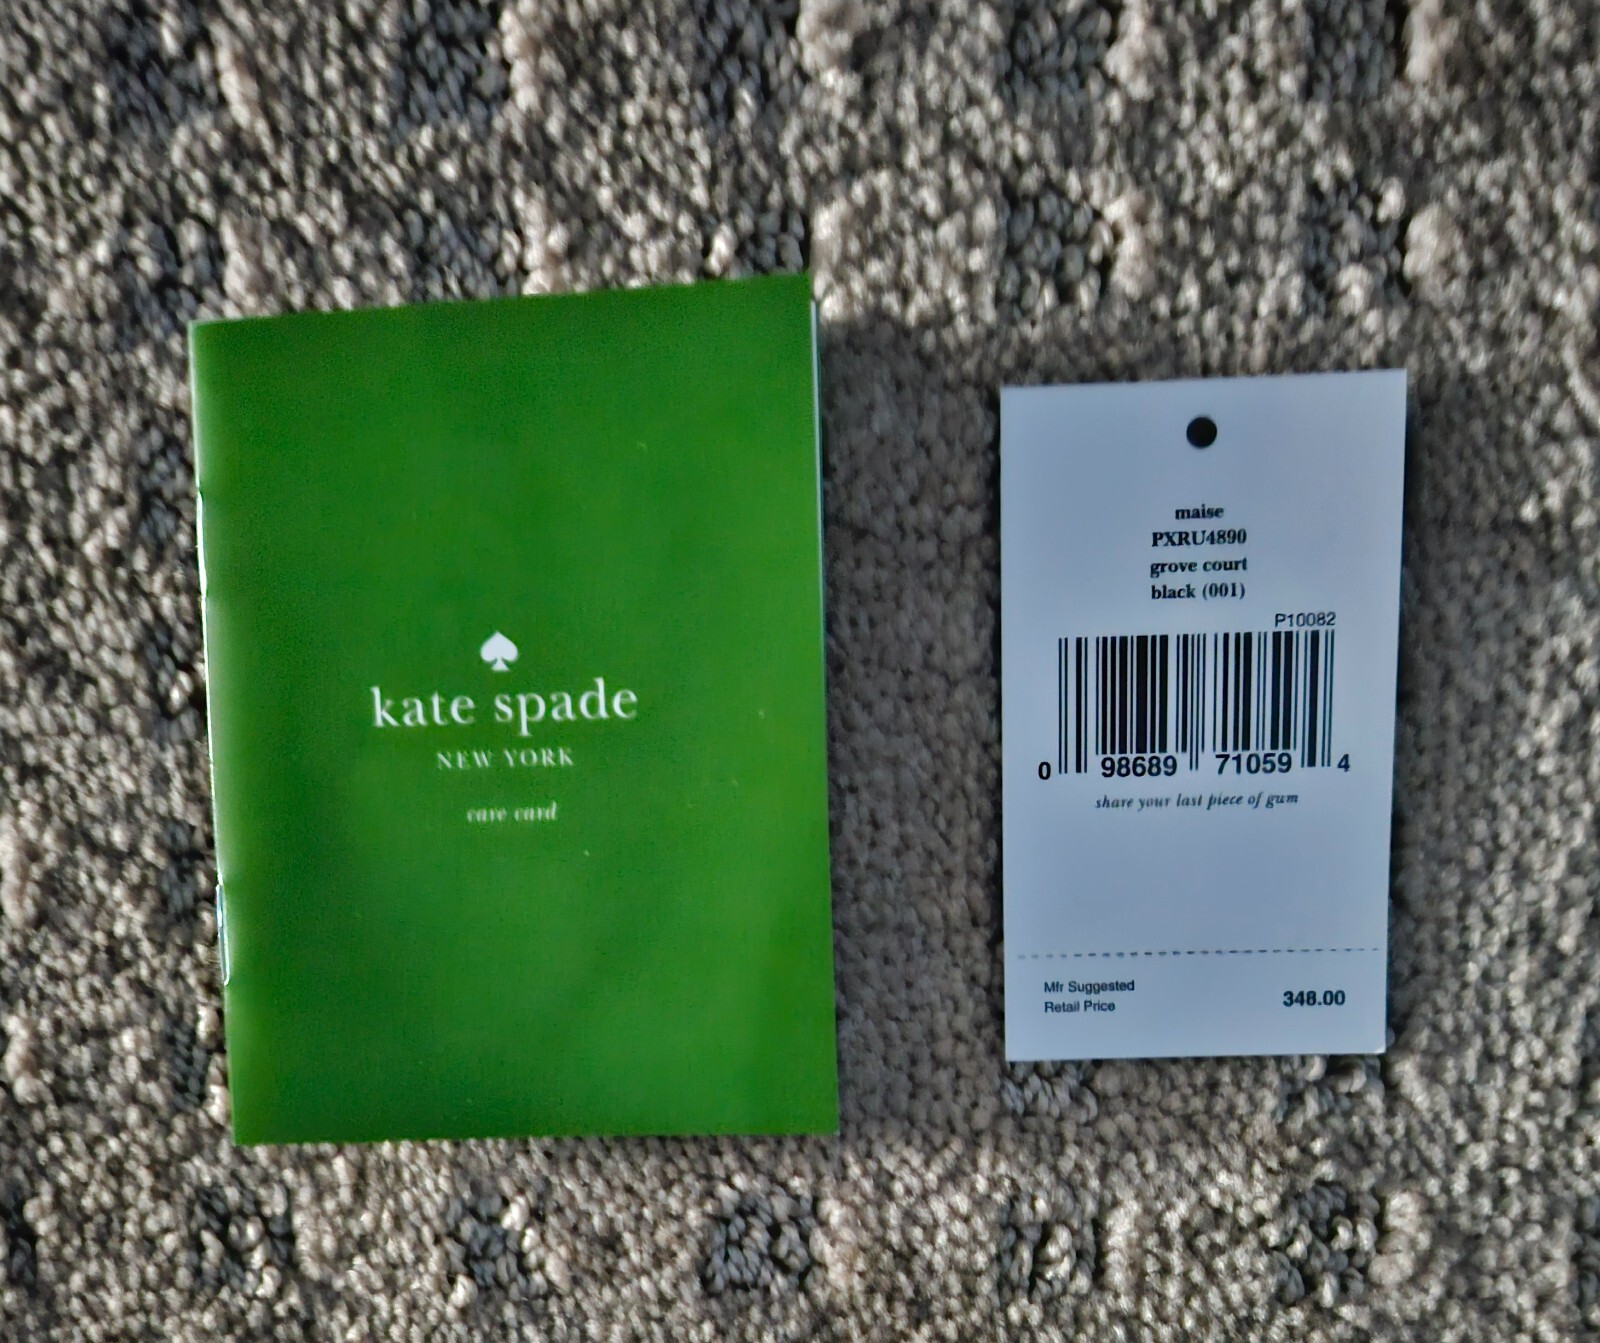 kate spade
NEW YORK
care card
maise
PXRU4890
grove court
black (001)
P10082
0 98689 71059 4
share your last piece of gum
Mfr Suggested
Retail Price
348.00